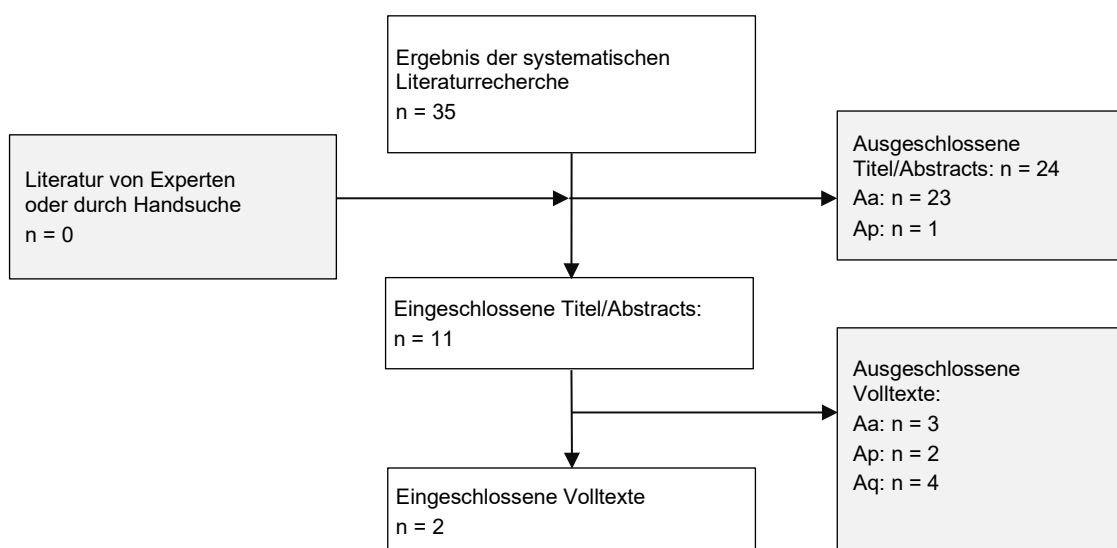 Ergebnis der systematischen
Literaturrecherche
n = 35
Literatur von Experten
oder durch Handsuche
n = 0
Ausgeschlossene
Titel/Abstracts: n = 24
Aa: n = 23
Ap: n = 1
Eingeschlossene Titel/Abstracts:
n = 11
Ausgeschlossene
Volltexte:
Aa: n = 3
Ap: n = 2
Aq: n = 4
Eingeschlossene Volltexte
n = 2